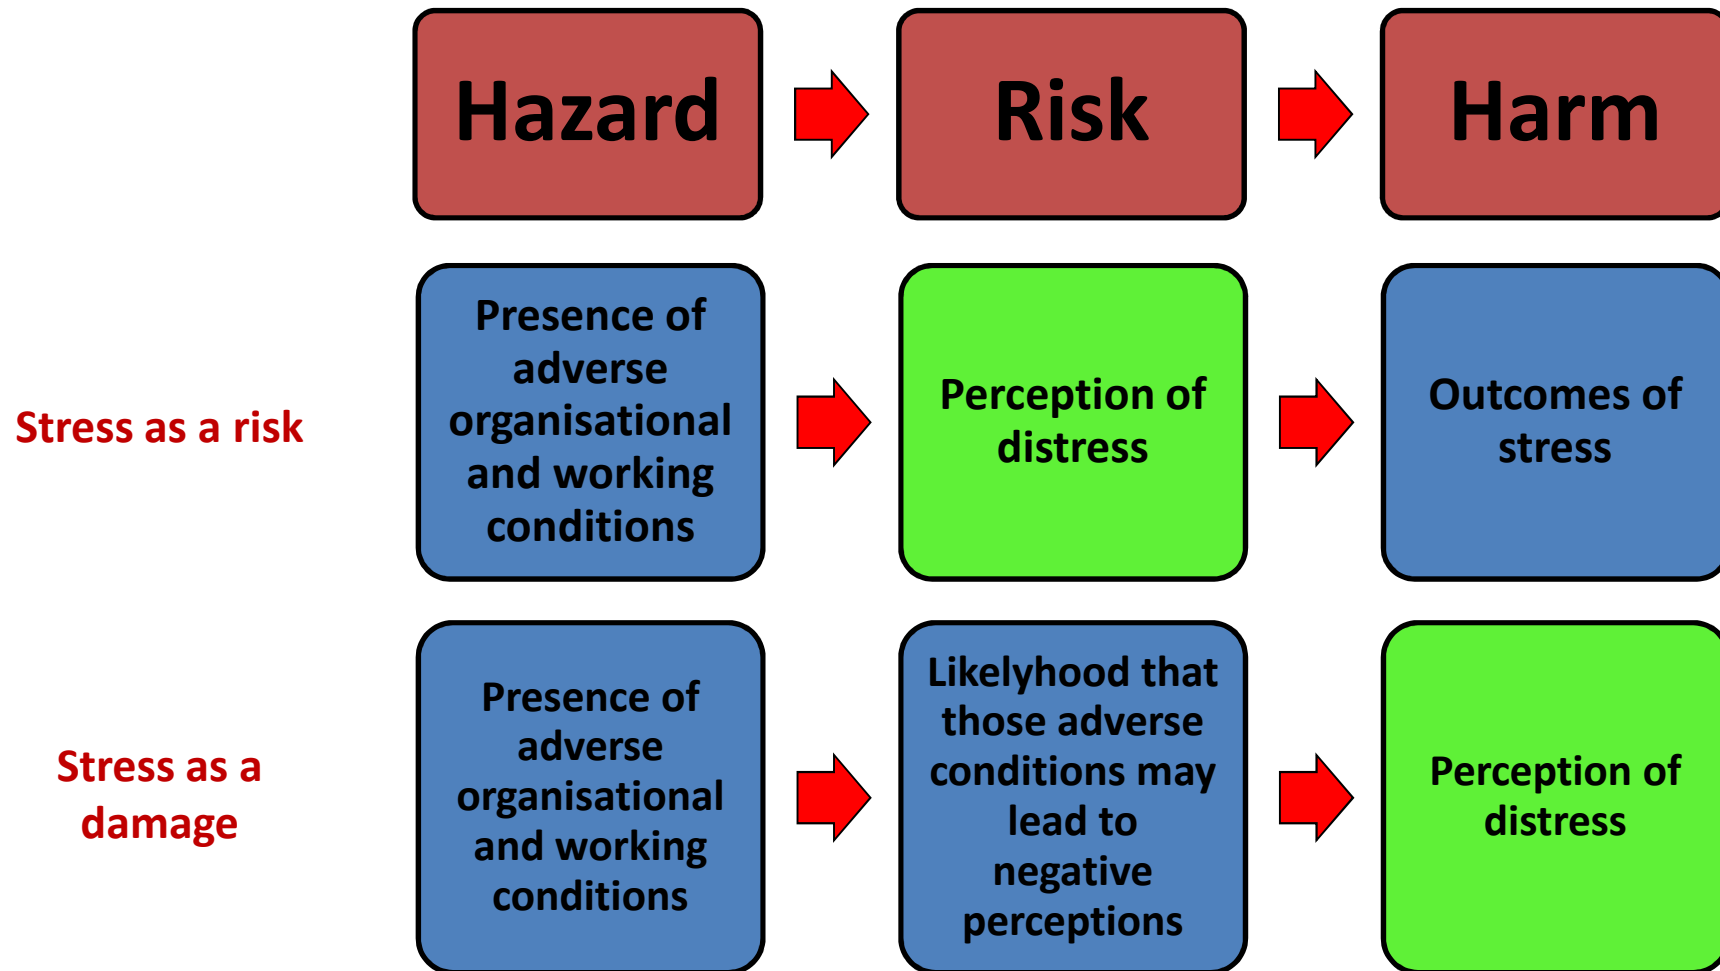 Hazard
Risk
Harm
Stress as a risk
Presence of
adverse
organisational
and working
conditions
Perception of
distress
Outcomes of
stress
Stress as a
damage
Presence of
adverse
organisational
and working
conditions
Likelyhood that
those adverse
conditions may
lead to
negative
perceptions
Perception of
distress